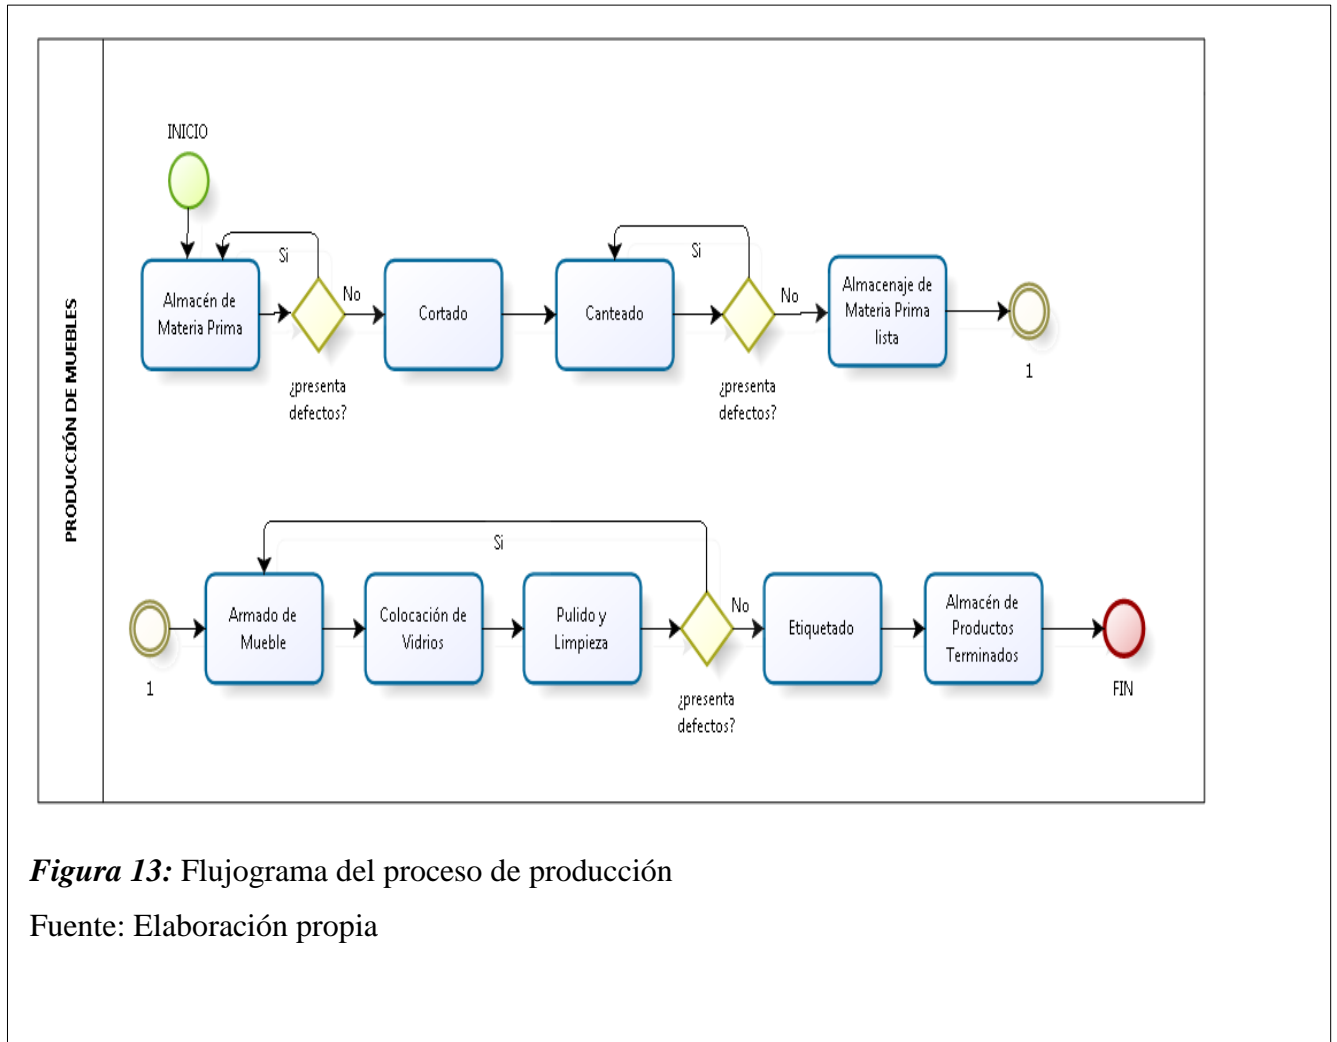 PRODUCCIÓN DE MUEBLES
INICIO
Almacén de
Materia Prima
Si
No
¿presenta
defectos?
Cortado
Canteado
Si
No
¿presenta
defectos?
Almacenaje de
Materia Prima
lista
1
1
Armado de
Mueble
Colocación de
Vidrios
Pulido y
Limpieza
Si
No
¿presenta
defectos?
Etiquetado
Almacén de
Productos
Terminados
FIN
Figura 13: Flujograma del proceso de producción
Fuente: Elaboración propia